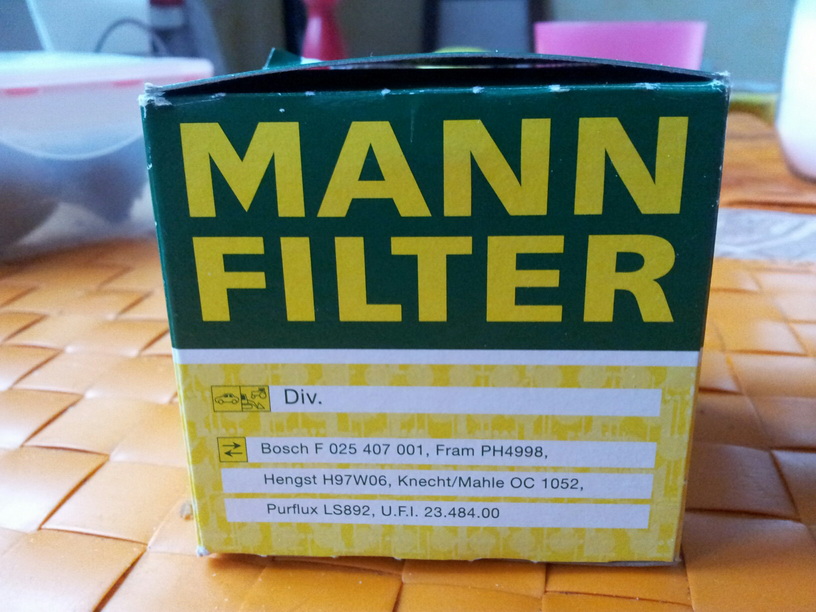 MANN
FILTER
Div.
Bosch F 025 407 001, Fram PH4998,
Hengst H97W06, Knecht/Mahle OC 1052,
Purflux LS892, U.F.I. 23.484.00